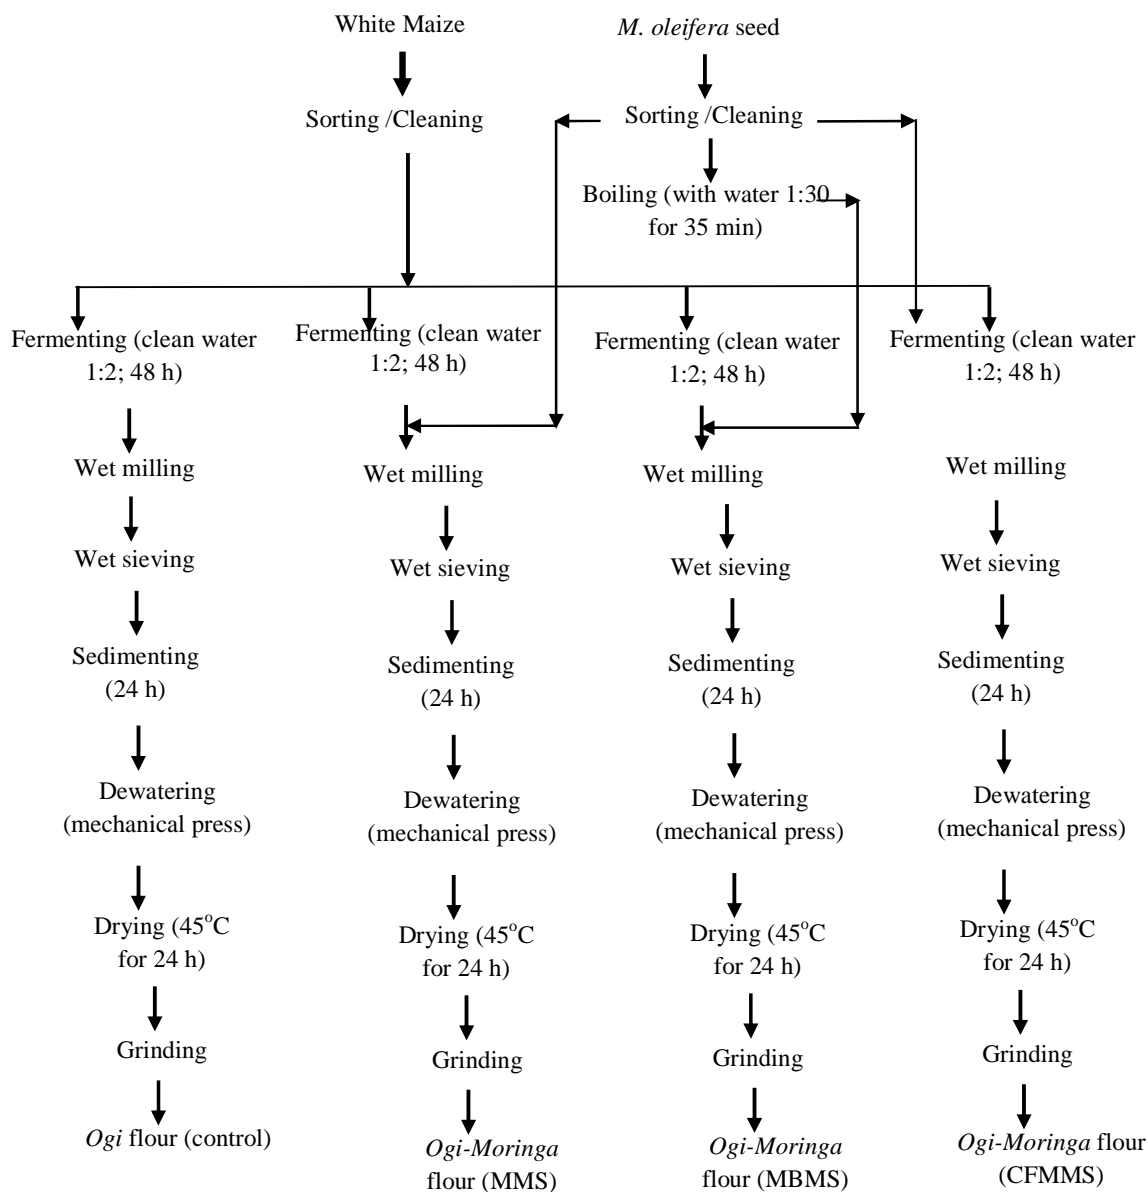 White Maize
M. oleifera seed
Sorting /Cleaning
Sorting /Cleaning
Boiling (with water 1:30
for 35 min)
Fermenting (clean water
1:2; 48 h)
Fermenting (clean water
1:2; 48 h)
Fermenting (clean water
1:2; 48 h)
Fermenting (clean water
1:2; 48 h)
Wet milling
Wet milling
Wet milling
Wet milling
Wet sieving
Wet sieving
Wet sieving
Wet sieving
Sedimenting
(24 h)
Sedimenting
(24 h)
Sedimenting
(24 h)
Sedimenting
(24 h)
Dewatering
(mechanical press)
Dewatering
(mechanical press)
Dewatering
(mechanical press)
Dewatering
(mechanical press)
Drying (45°C
for 24 h)
Drying (45°C
for 24 h)
Drying (45°C
for 24 h)
Drying (45°C
for 24 h)
Grinding
Grinding
Grinding
Grinding
Ogi flour (control)
Ogi-Moringa
flour (MMS)
Ogi-Moringa
flour (MBMS)
Ogi-Moringa flour
(CFMMS)